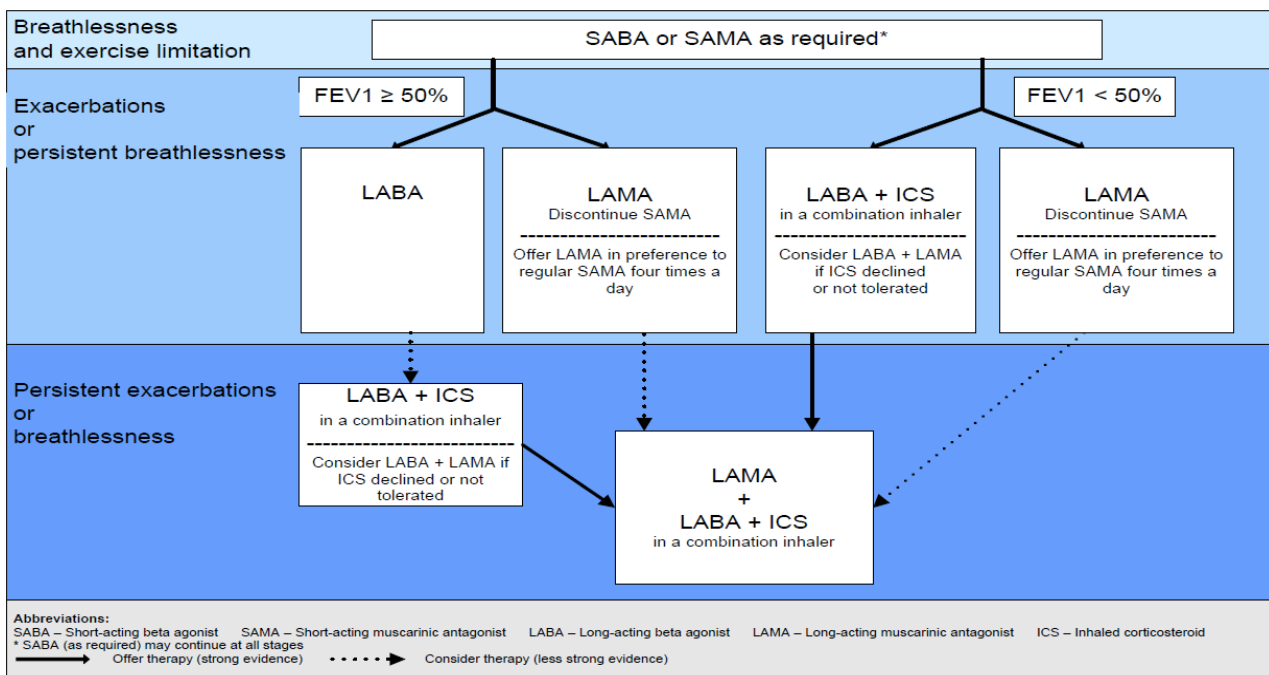 Breathlessness
and exercise limitation
SABA or SAMA as required*
FEV1 ≥ 50%
FEV1 < 50%
Exacerbations
or
persistent breathlessness
LABA
LAMA
Discontinue SAMA
Offer LAMA in preference to
regular SAMA four times a
day
LABA + ICS
in a combination inhaler
Consider LABA + LAMA
if ICS declined
or not tolerated
LAMA
Discontinue SAMA
Offer LAMA in preference to
regular SAMA four times a
day
Persistent exacerbations
or
breathlessness
LABA + ICS
in a combination inhaler
Consider LABA + LAMA if
ICS declined or not
tolerated
LAMA
+
LABA + ICS
in a combination inhaler
Abbreviations:
SABA – Short-acting beta agonist SAMA – Short-acting muscarinic antagonist LABA – Long-acting beta agonist LAMA – Long-acting muscarinic antagonist ICS – Inhaled corticosteroid
* SABA (as required) may continue at all stages
Offer therapy (strong evidence) Consider therapy (less strong evidence)